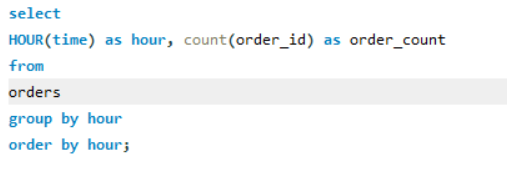 select
HOUR(time) as hour, count(order_id) as order_count
from
orders
group by hour
order by hour;